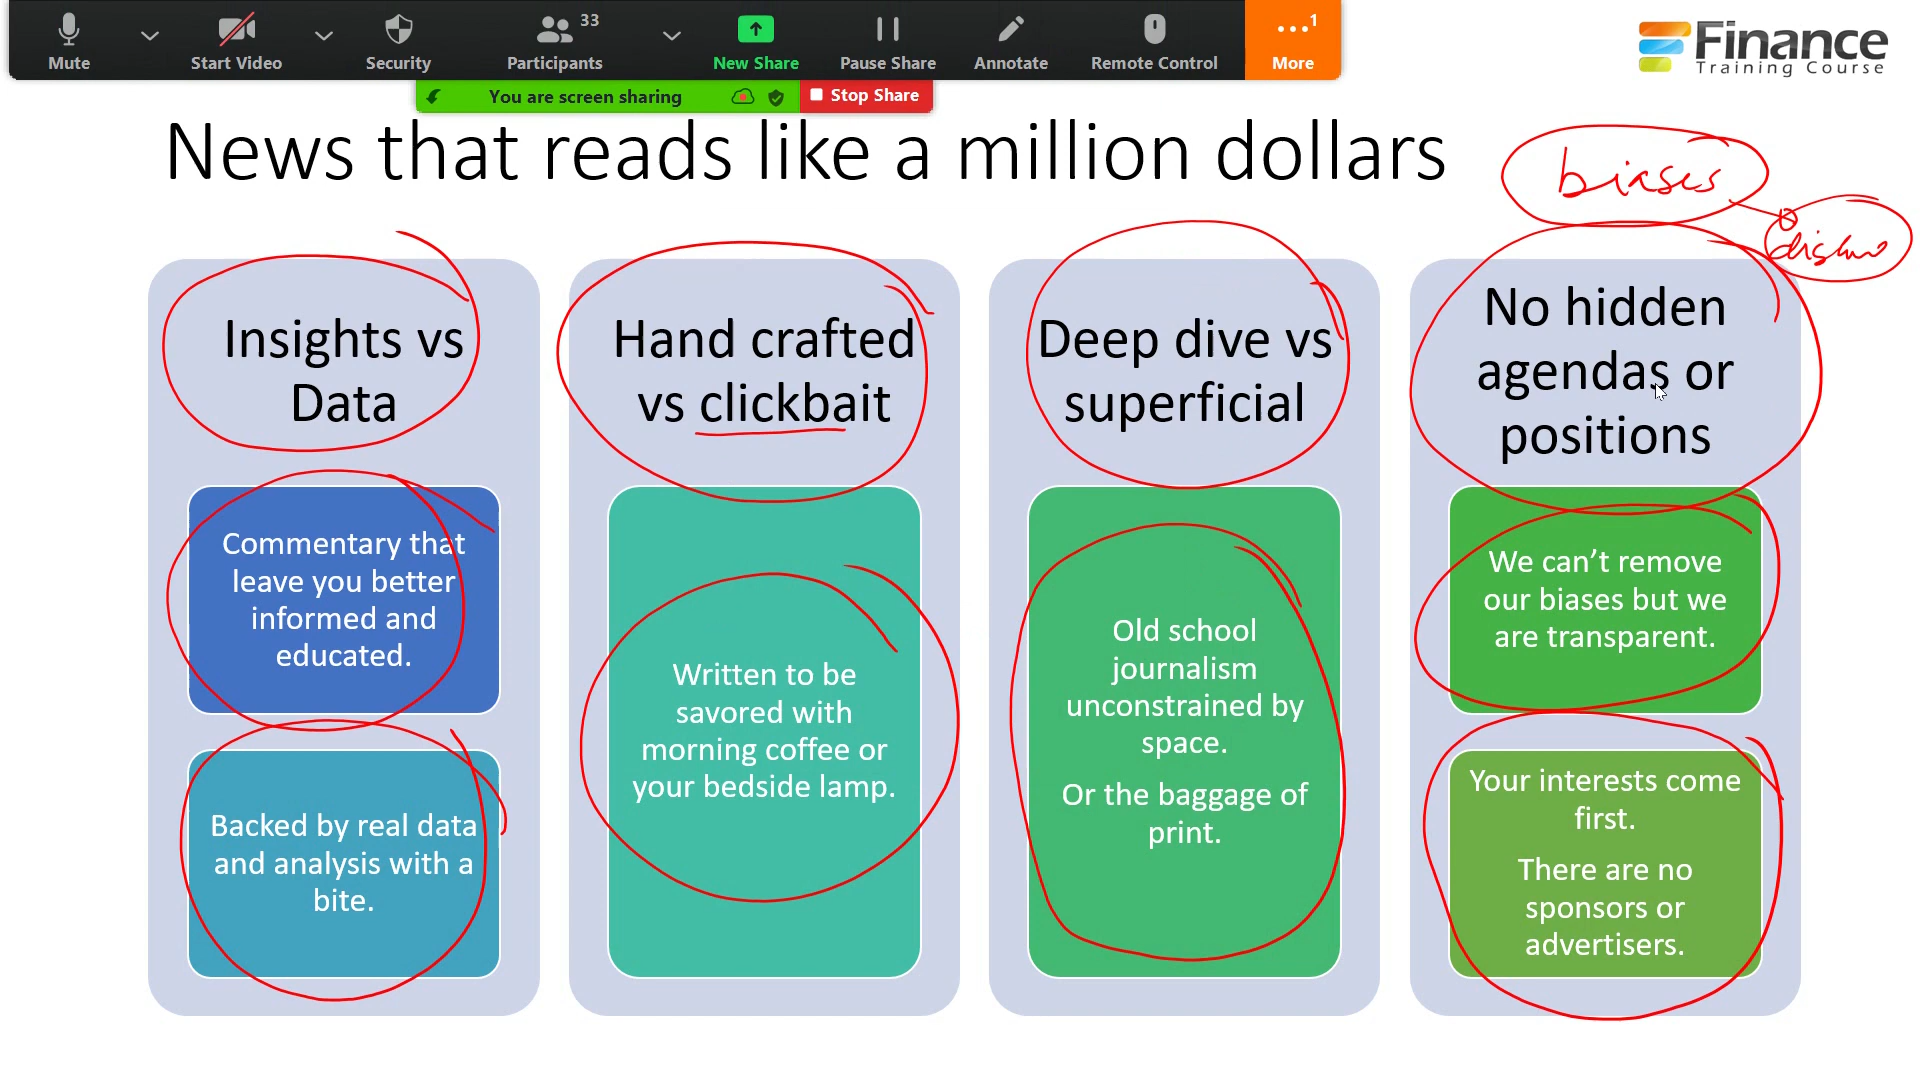 Mute
Start Video
Security
Participants
33
New Share
Pause Share
Annotate
Remote Control
More
1
You are screen sharing
Stop Share
Finance
Training Course
News that reads like a million dollars
biases
Insights vs
Data
Commentary that
leave you better
informed and
educated.
Backed by real data
and analysis with a
bite.
Hand crafted
vs clickbait
Written to be
savored with
morning coffee or
your bedside lamp.
Deep dive vs
superficial
Old school
journalism
unconstrained by
space.
Or the baggage of
print.
No hidden
agendas or
positions
We can’t remove
our biases but we
are transparent.
Your interests come
first.
There are no
sponsors or
advertisers.